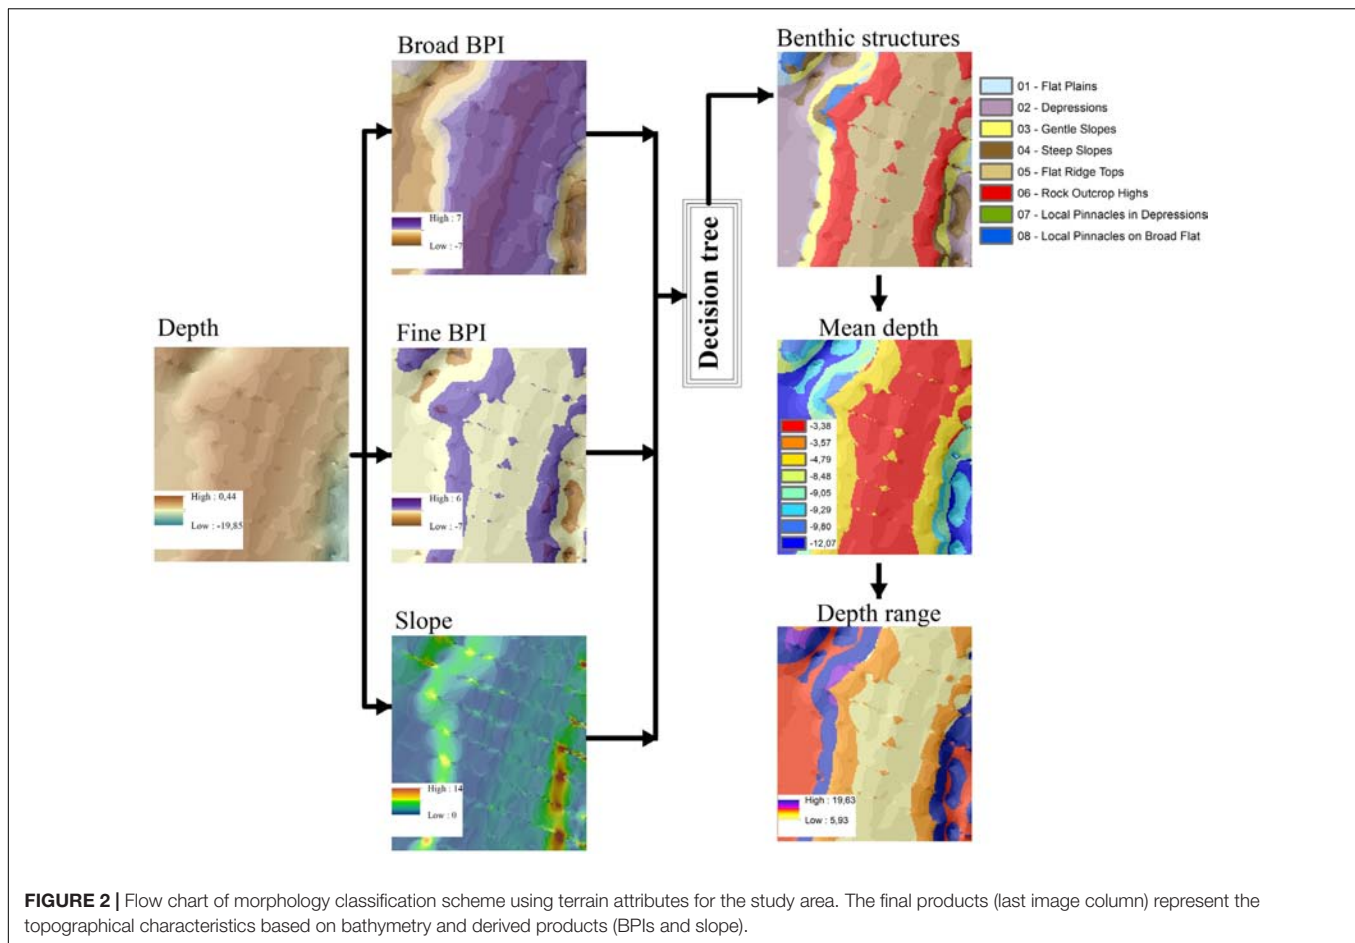 Broad BPI
High : 7
Low : -7
Depth
High : 0,44
Low : -19,85
Fine BPI
High : 6
Low : -7
Slope
High : 14
Low : 0
Decision tree
Benthic structures
01 - Flat Plains
02 - Depressions
03 - Gentle Slopes
04 - Steep Slopes
05 - Flat Ridge Tops
06 - Rock Outcrop Highs
07 - Local Pinnacles in Depressions
08 - Local Pinnacles on Broad Flat
Mean depth
-3,38
-3,57
-4,79
-8,48
-9,05
-9,29
-9,80
-12,07
Depth range
High : 19,63
Low : 5,93
FIGURE 2 | Flow chart of morphology classification scheme using terrain attributes for the study area. The final products (last image column) represent the
topographical characteristics based on bathymetry and derived products (BPIs and slope).